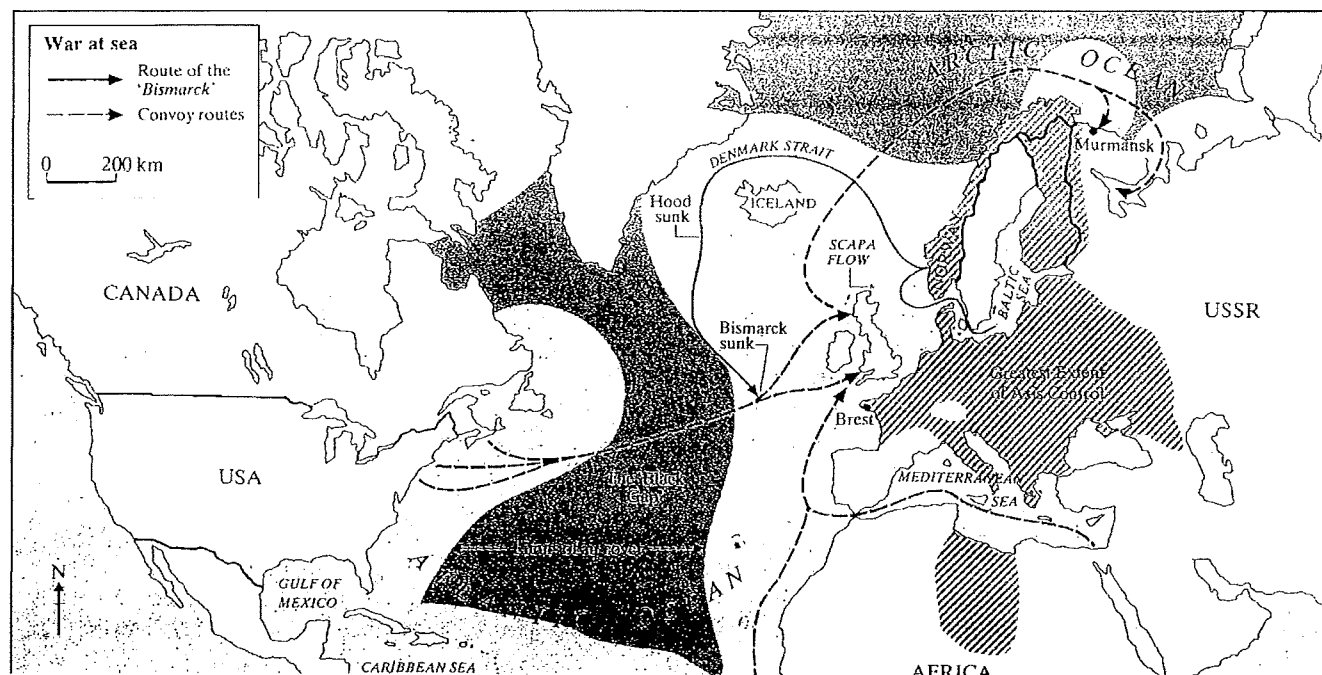 War at sea
Route of the
'Bismarck'
Convoy routes
0 200 km
ARCTIC OCEAN
DENMARK STRAIT
Murmansk
Hood
sunk
ICELAND
SCAPA
FLOW
NORWAY
BALTIC
SEA
CANADA
USSR
Bismarck
sunk
Greatest Extent
of Axis Control
Brest
USA
'The Black
Gap'
MEDITERRANEAN
SEA
N
GULF OF
MEXICO
CARIBBEAN SEA
AFRICA